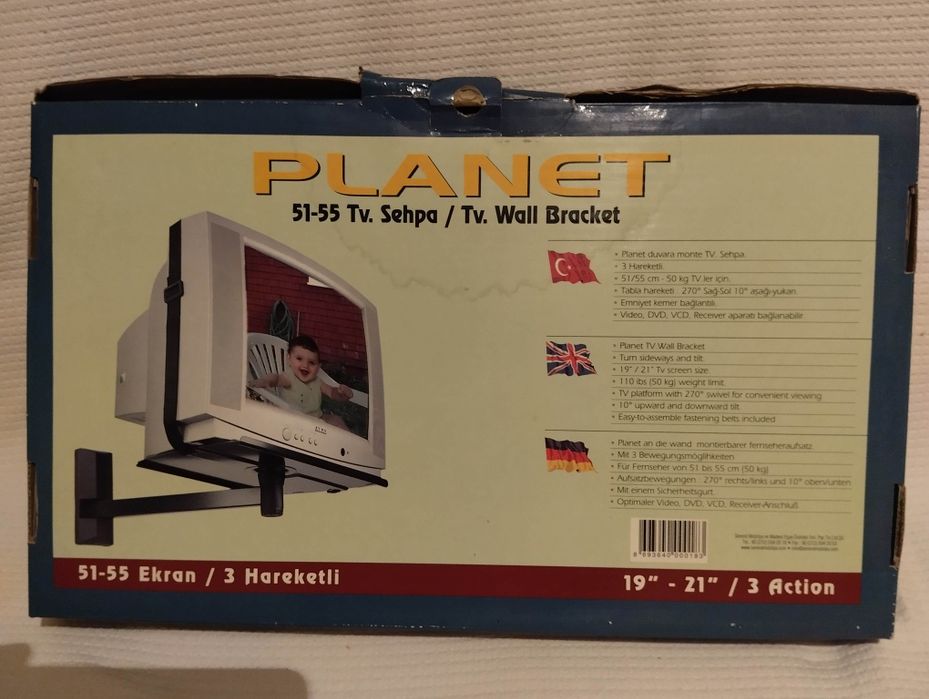 PLANET
51-55 Tv. Sehpa / Tv. Wall Bracket
• Planet duvara monte TV. Sehpa.
• 3 Hareketli.
• 51/55 cm - 50 kg TV.ler için.
• Tabla hareketi 270° Sağ-Sol 10° aşağı-yukarı.
• Emniyet kemer bağlantılı.
• Video, DVD, VCD, Receiver aparatı bağlanabilir.
• Planet TV Wall Bracket
• Turn sideways and tilt.
• 19" / 21" Tv screen size.
• 110 ibs (50 kg) weight limit.
• TV platform with 270° swivel for convenient viewing
• 10° upward and downward tilt
• Easy-to-assemble fastening belts included
• Planet an die wand montierbarer fernseheraufsatz
• Mit 3 Bewegungsmöglihkeiten
• Für Fernseher von 51 bis 55 cm (50 kg)
• Aufsatzbewegungen : 270° rechts/links und 10° oben/unten
• Mit einem Sicherheitsgurt.
• Optimaler Video, DVD, VCD, Receiver-Anschluß.
8 693640 000193
51-55 Ekran / 3 Hareketli
19" - 21" / 3 Action